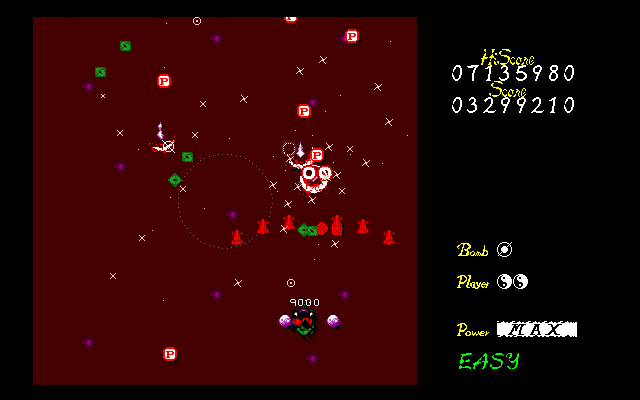 P
P
HiScore
07135980
P
Score
03299210
P
P
Bomb
Player
9000
Power MAX
P
EASY